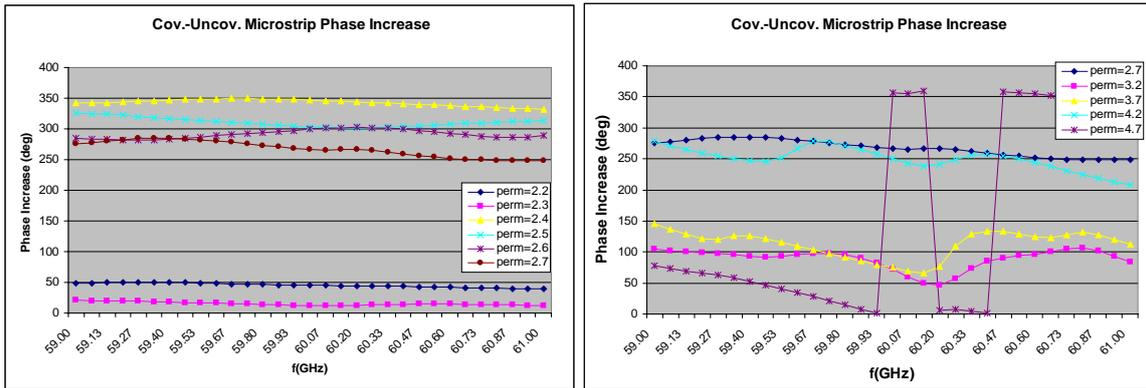 Cov.-Uncov. Microstrip Phase Increase
Phase Increase (deg)
400
350
300
250
200
150
100
50
0
perm=2.2
perm=2.3
perm=2.4
perm=2.5
perm=2.6
perm=2.7
59.00
59.13
59.27
59.40
59.53
59.67
59.80
59.93
60.07
60.20
60.33
60.47
60.60
60.73
60.87
61.00
f(GHz)
Cov.-Uncov. Microstrip Phase Increase
Phase Increase (deg)
400
350
300
250
200
150
100
50
0
perm=2.7
perm=3.2
perm=3.7
perm=4.2
perm=4.7
59.00
59.13
59.27
59.40
59.53
59.67
59.80
59.93
60.07
60.20
60.33
60.47
60.60
60.73
60.87
61.00
f(GHz)